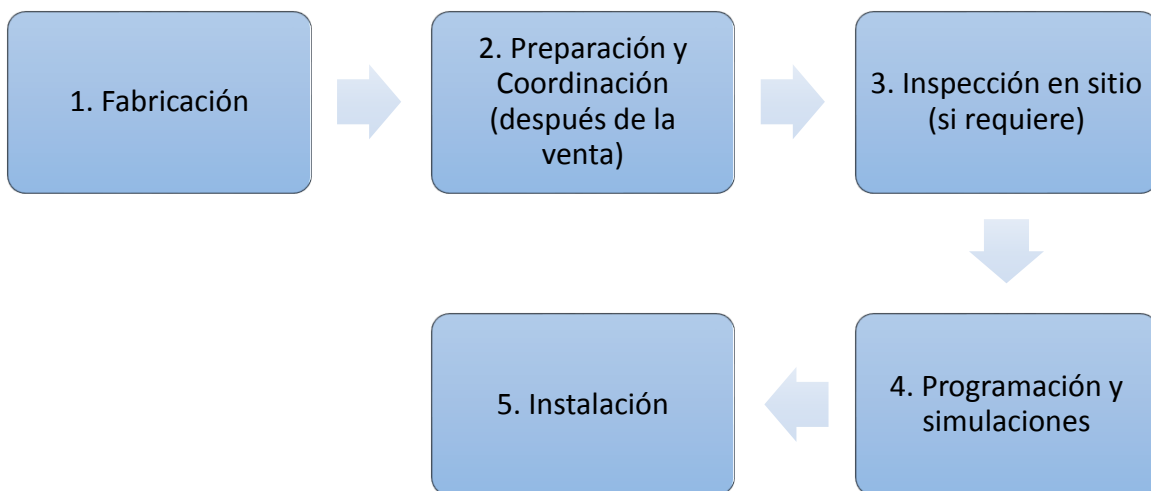 1. Fabricación
2. Preparación y
Coordinación
(después de la
venta)
3. Inspección en sitio
(si requiere)
4. Programación y
simulaciones
5. Instalación